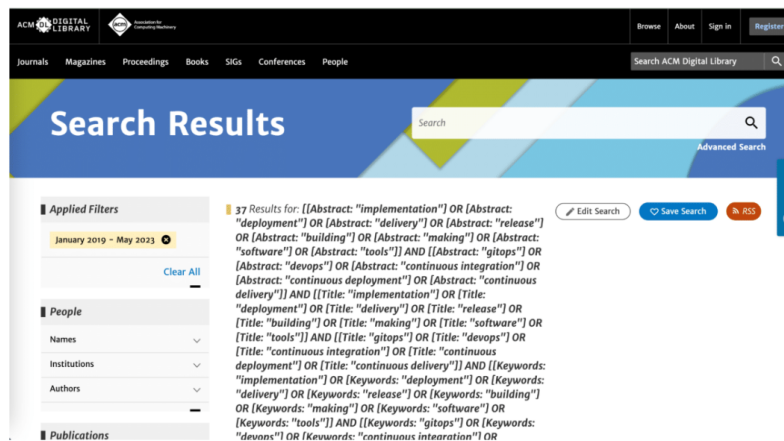 ACM DL DIGITAL LIBRARY
acm Association for Computing Machinery
Browse About Sign in Register
Journals Magazines Proceedings Books SIGs Conferences People
Search ACM Digital Library
Search Results
Search
Advanced Search
Applied Filters
January 2019 – May 2023
Clear All
People
Names
Institutions
Authors
Publications
37 Results for: [[Abstract: "implementation"] OR [Abstract:
"deployment"] OR [Abstract: "delivery"] OR [Abstract: "release"]
OR [Abstract: "building"] OR [Abstract: "making"] OR [Abstract:
"software"] OR [Abstract: "tools"]] AND [[Abstract: "gitops"] OR
[Abstract: "devops"] OR [Abstract: "continuous integration"] OR
[Abstract: "continuous deployment"] OR [Abstract: "continuous
delivery"]] AND [[Title: "implementation"] OR [Title:
"deployment"] OR [Title: "delivery"] OR [Title: "release"] OR
[Title: "building"] OR [Title: "making"] OR [Title: "software"] OR
[Title: "tools"]] AND [[Title: "gitops"] OR [Title: "devops"] OR
[Title: "continuous integration"] OR [Title: "continuous
deployment"] OR [Title: "continuous delivery"]] AND [[Keywords:
"implementation"] OR [Keywords: "deployment"] OR [Keywords:
"delivery"] OR [Keywords: "release"] OR [Keywords: "building"]
OR [Keywords: "making"] OR [Keywords: "software"] OR
[Keywords: "tools"]] AND [[Keywords: "gitops"] OR [Keywords:
"devops"] OR [Keywords: "continuous integration"] OR
Edit Search
Save Search
RSS